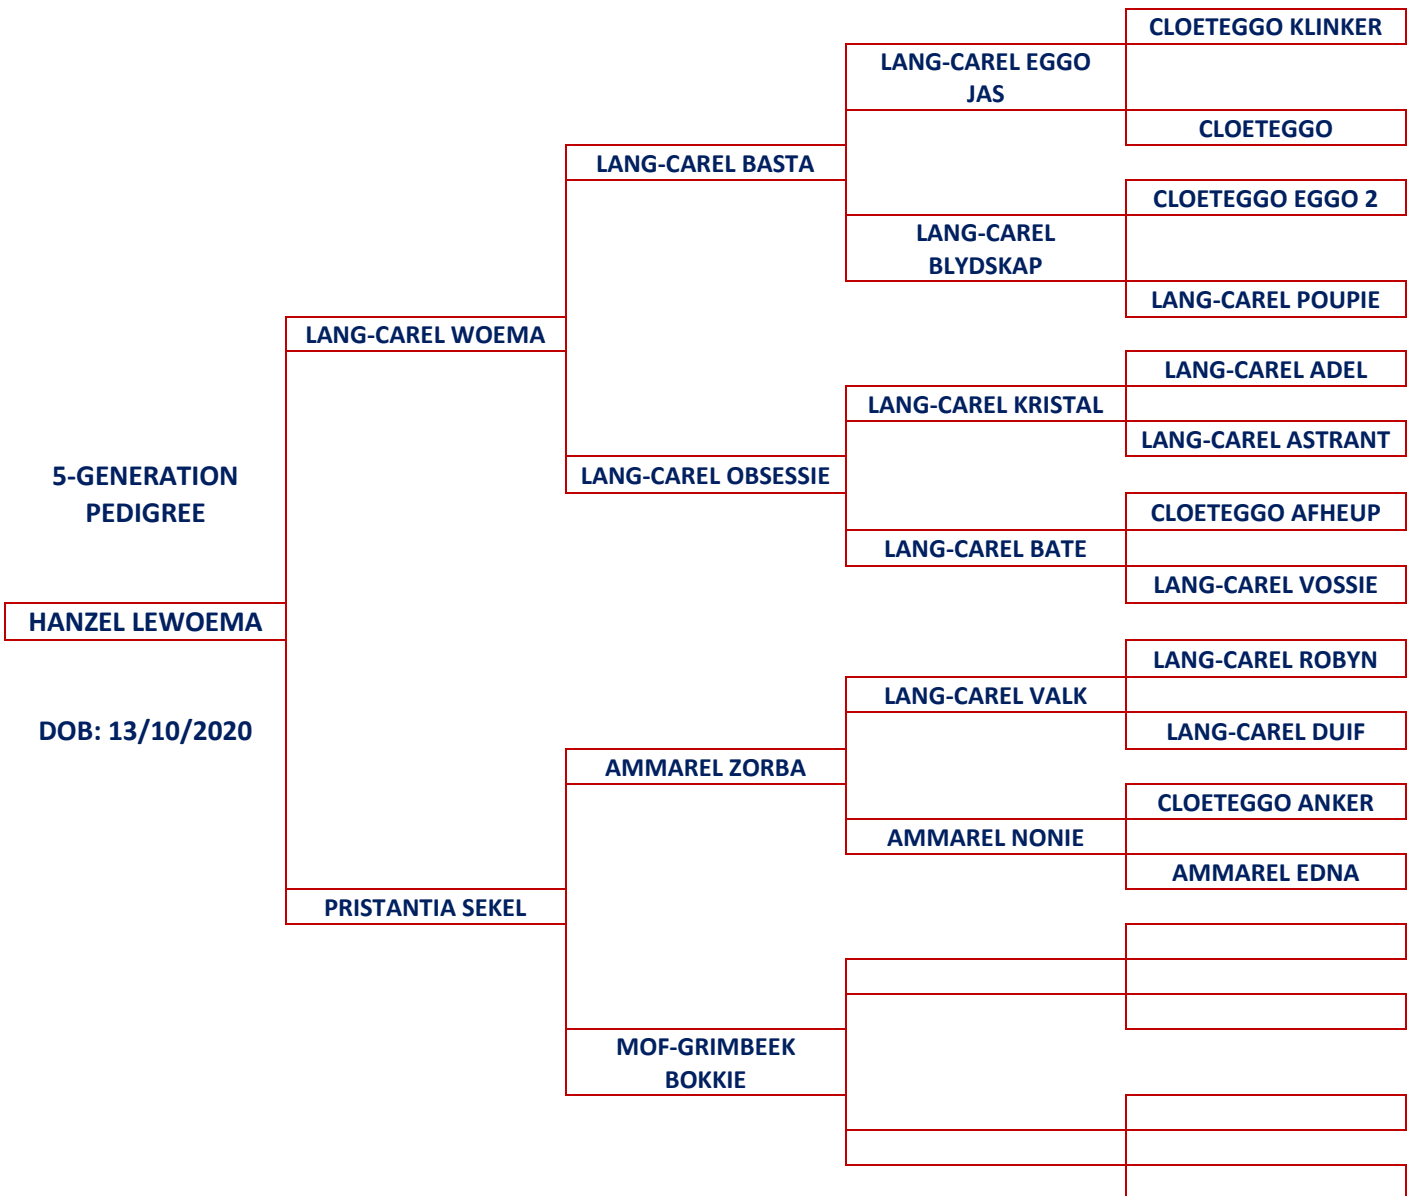 CLOETEGGO KLINKER
LANG-CAREL EGGO
JAS
CLOETEGGO
LANG-CAREL BASTA
CLOETEGGO EGGO 2
LANG-CAREL
BLYDSKAP
LANG-CAREL POUPIE
LANG-CAREL WOEMA
LANG-CAREL ADEL
LANG-CAREL KRISTAL
LANG-CAREL ASTRANT
5-GENERATION
PEDIGREE
LANG-CAREL OBSESSIE
CLOETEGGO AFHEUP
LANG-CAREL BATE
LANG-CAREL VOSSIE
HANZEL LEWOEMA
LANG-CAREL ROBYN
LANG-CAREL VALK
DOB: 13/10/2020
LANG-CAREL DUIF
AMMAREL ZORBA
CLOETEGGO ANKER
AMMAREL NONIE
AMMAREL EDNA
PRISTANTIA SEKEL
MOF-GRIMBEEK
BOKKIE